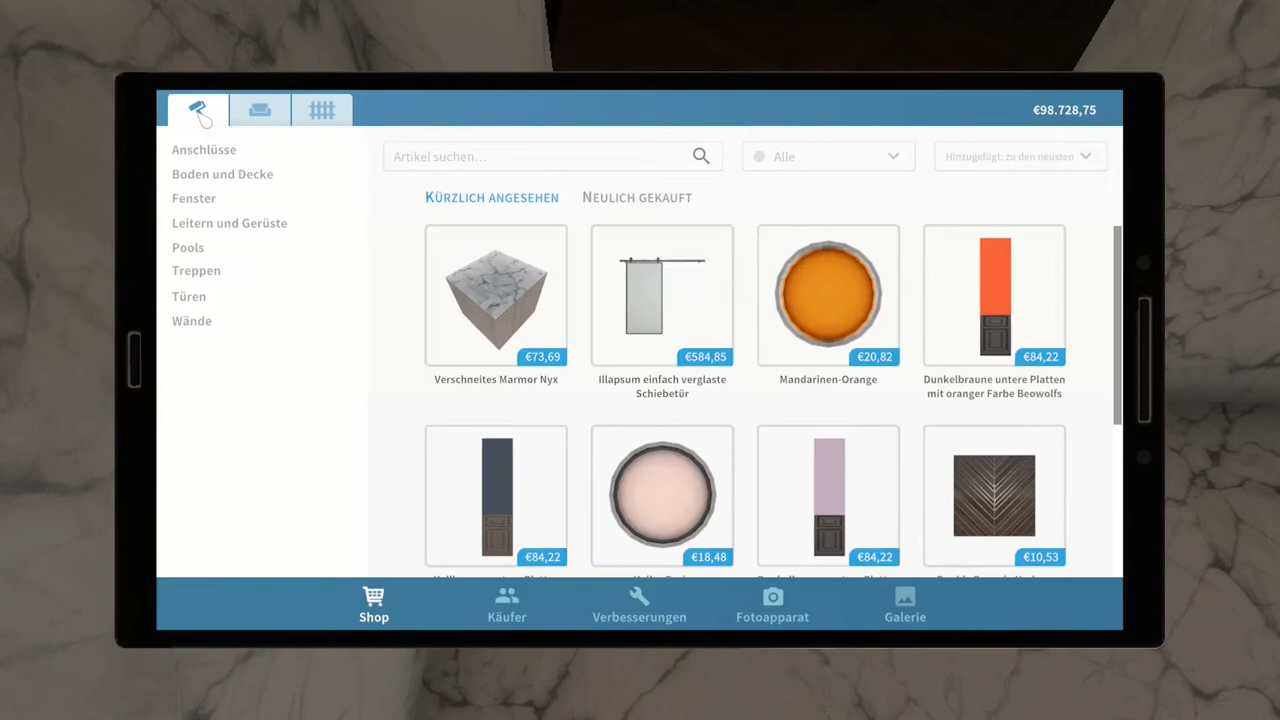 €98.728,75
Anschlüsse
Boden und Decke
Fenster
Leitern und Gerüste
Pools
Treppen
Türen
Wände
Artikel suchen...
Alle
Hinzugefügt: zu den neusten
Kürzlich angesehen
Neulich gekauft
€73,69
€584,85
€20,82
€84,22
Verschneites Marmor Nyx
Illapsum einfach verglaste
Schiebetür
Mandarinen-Orange
Dunkelbraune untere Platten
mit oranger Farbe Beowolfs
€84,22
€18,48
€84,22
€10,53
Shop
Käufer
Verbesserungen
Fotoapparat
Galerie